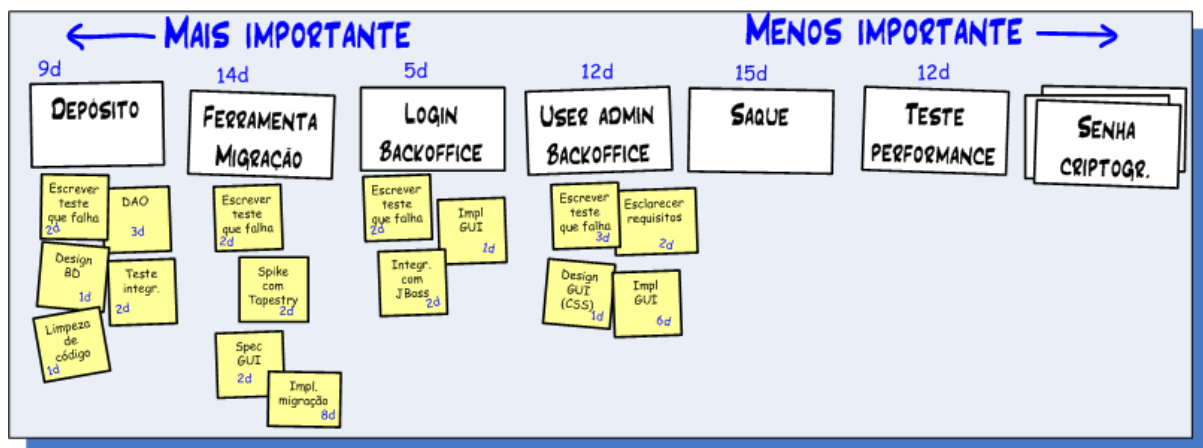 MAIS IMPORTANTE
MENOS IMPORTANTE
9d
14d
5d
12d
15d
12d
DEPÓSITO
FERRAMENTA
MIGRAÇÃO
LOGIN
BACKOFFICE
USER ADMIN
BACKOFFICE
SAQUE
TESTE
PERFORMANCE
SENHA
CRIPTOGR.
Escrever
teste
que falha
2d
DAO
3d
Design
BD
1d
Teste
integr.
2d
Limpeza
de
código
1d
Escrever
teste
que falha
2d
Spike
com
Tapestry
2d
Spec
GUI
2d
Impl.
migração
8d
Escrever
teste
que falha
2d
Impl
GUI
1d
Integr.
com
JBoss
2d
Escrever
teste
que falha
3d
Esclarecer
requisitos
2d
Design
GUI
(CSS)
1d
Impl
GUI
6d